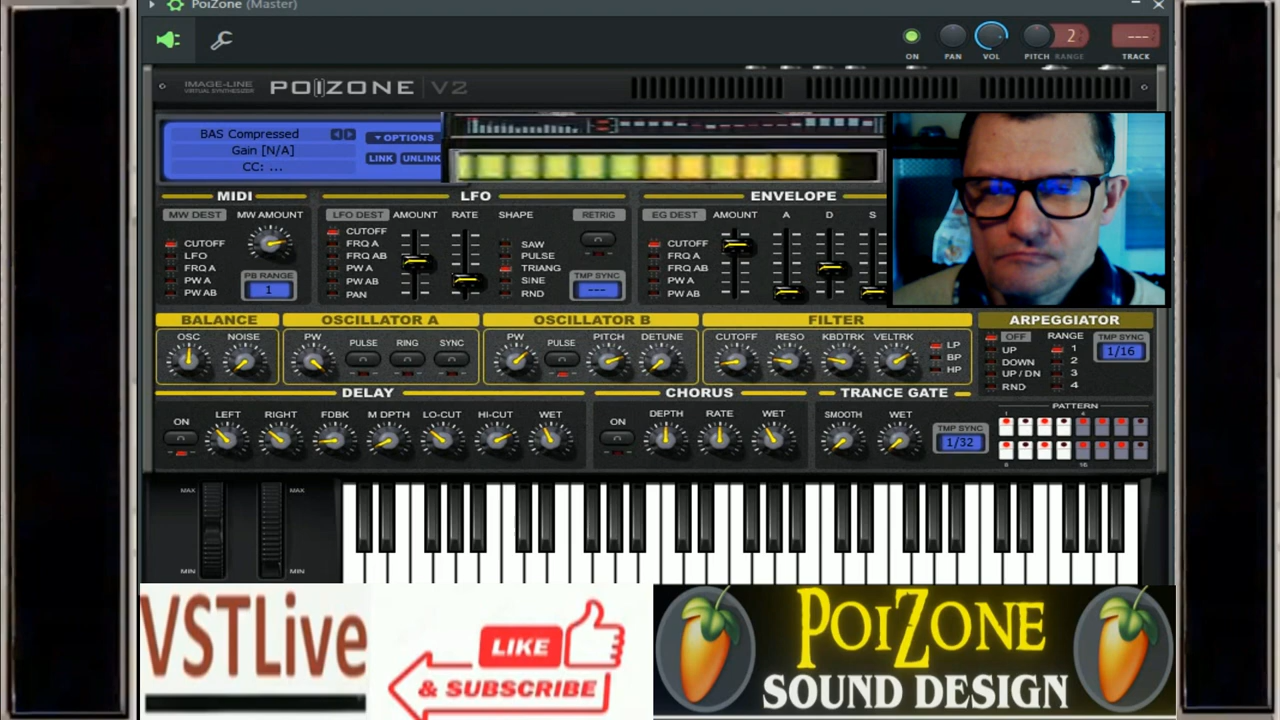 PoiZone (Master)
ON PAN VOL PITCH RANGE 2 --- TRACK
IMAGE-LINE
VIRTUAL SYNTHESIZER
POIZONE V2
BAS Compressed
Gain [N/A]
CC: ...
OPTIONS
LINK UNLINK
MIDI LFO ENVELOPE
MW DEST MW AMOUNT
CUTOFF
LFO
FRQ A
PW A
PW AB
PB RANGE
1
LFO DEST AMOUNT RATE SHAPE RETRIG
CUTOFF
FRQ A
FRQ AB
PW A
PW AB
PAN
SAW
PULSE
TRIANG
SINE
RND
TMP SYNC
---
EG DEST AMOUNT A D S
CUTOFF
FRQ A
FRQ AB
PW A
PW AB
BALANCE OSCILLATOR A OSCILLATOR B FILTER ARPEGGIATOR
OSC NOISE
PW PULSE RING SYNC
PW PULSE PITCH DETUNE
CUTOFF RESO KBDTRK VELTRK
LP
BP
HP
OFF
UP
DOWN
UP / DN
RND
RANGE
1
2
3
4
TMP SYNC
1/16
DELAY CHORUS TRANCE GATE
ON LEFT RIGHT FDBK M DEPTH LO-CUT HI-CUT WET
ON DEPTH RATE WET
SMOOTH WET
TMP SYNC
1/32
PATTERN
1 4
8 16
MAX MAX
MIN MIN
VSTLive
LIKE
& SUBSCRIBE
POIZONE
SOUND DESIGN